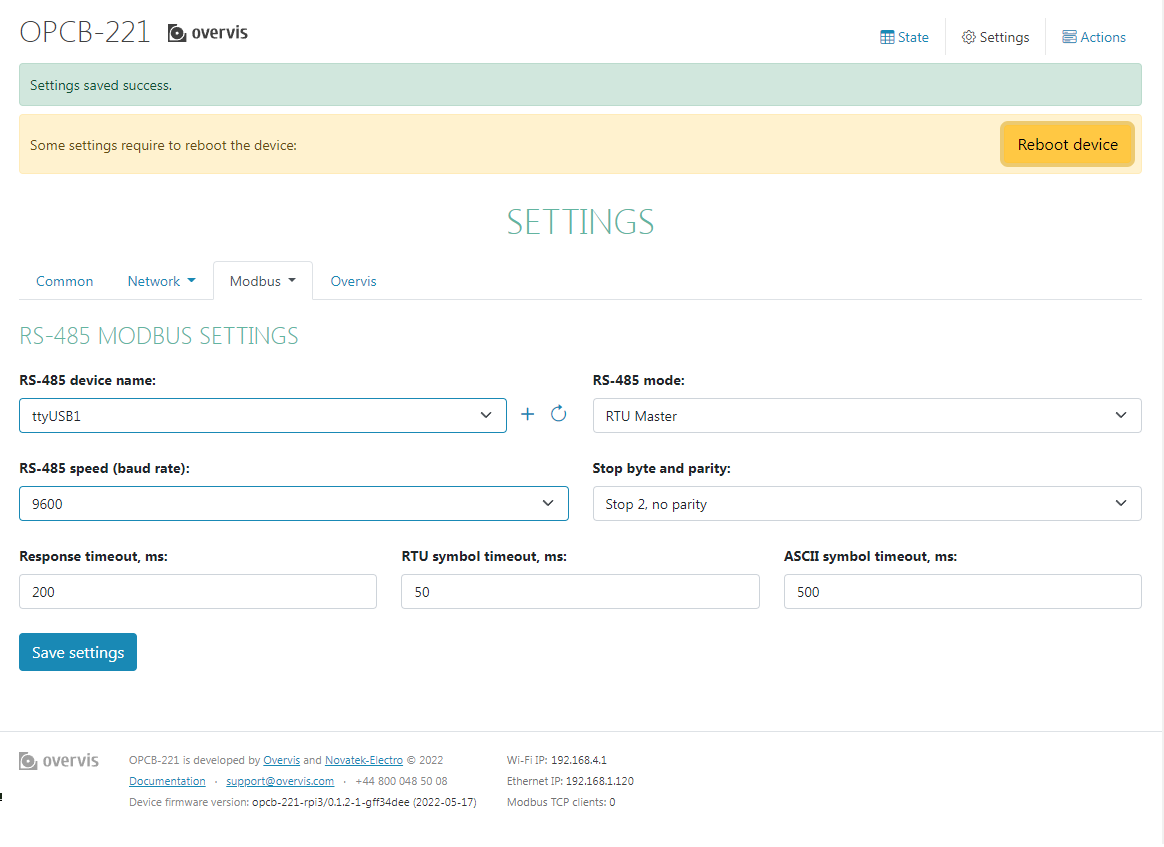 OPCB-221 overvis
State Settings Actions
Settings saved success.
Some settings require to reboot the device: Reboot device
SETTINGS
Common Network Modbus Overvis
RS-485 MODBUS SETTINGS
RS-485 device name: RS-485 mode:
ttyUSB1 RTU Master
RS-485 speed (baud rate): Stop byte and parity:
9600 Stop 2, no parity
Response timeout, ms: RTU symbol timeout, ms: ASCII symbol timeout, ms:
200 50 500
Save settings
overvis OPCB-221 is developed by Overvis and Novatek-Electro © 2022 Wi-Fi IP: 192.168.4.1
Documentation · support@overvis.com · +44 800 048 50 08 Ethernet IP: 192.168.1.120
Device firmware version: opcb-221-rpi3/0.1.2-1-gff34dee (2022-05-17) Modbus TCP clients: 0